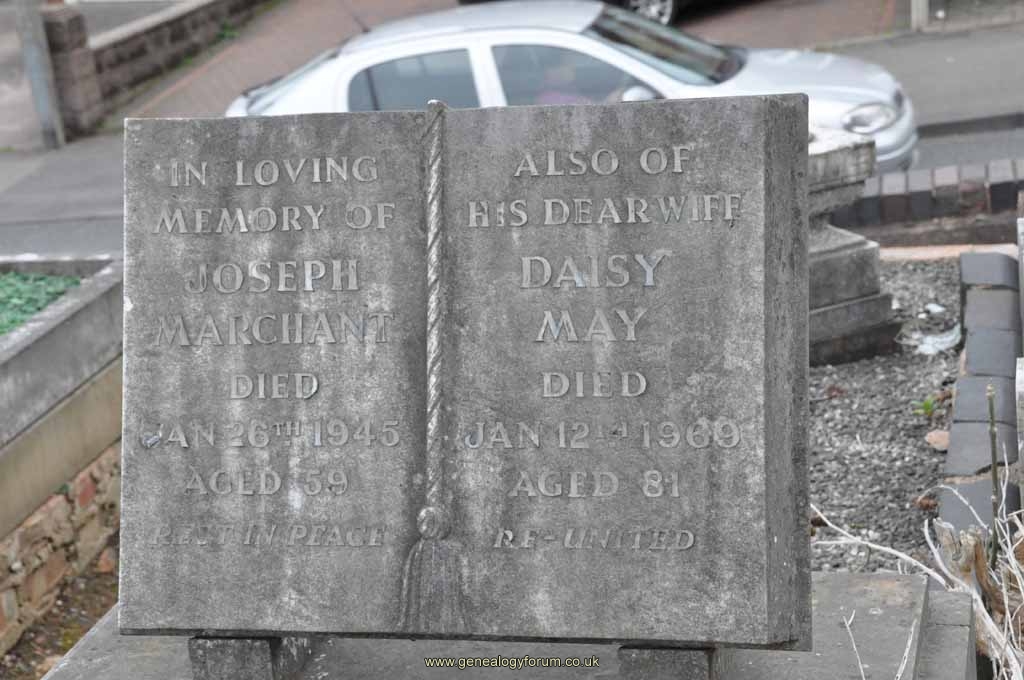 IN LOVING
MEMORY OF
JOSEPH
MARCHANT
DIED
JAN 26TH 1945
AGED 59
REST IN PEACE
ALSO OF
HIS DEAR WIFE
DAISY
MAY
DIED
JAN 12 1969
AGED 81
RE-UNITED
www.genealogyforum.co.uk